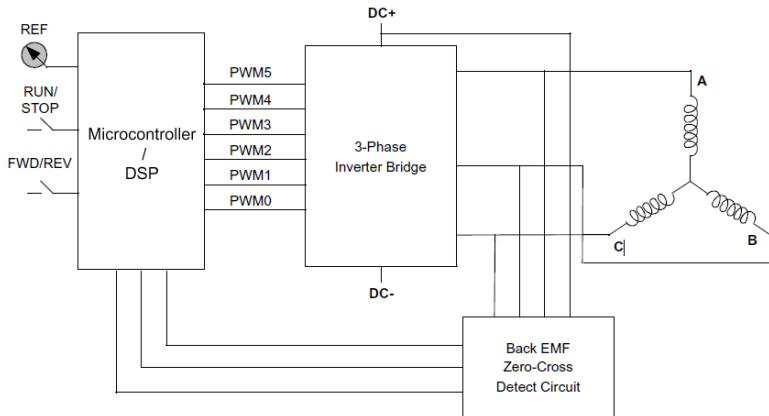 REF
RUN/
STOP
FWD/REV
Microcontroller
/
DSP
PWM5
PWM4
PWM3
PWM2
PWM1
PWM0
DC+
3-Phase
Inverter Bridge
DC-
A
B
C
Back EMF
Zero-Cross
Detect Circuit